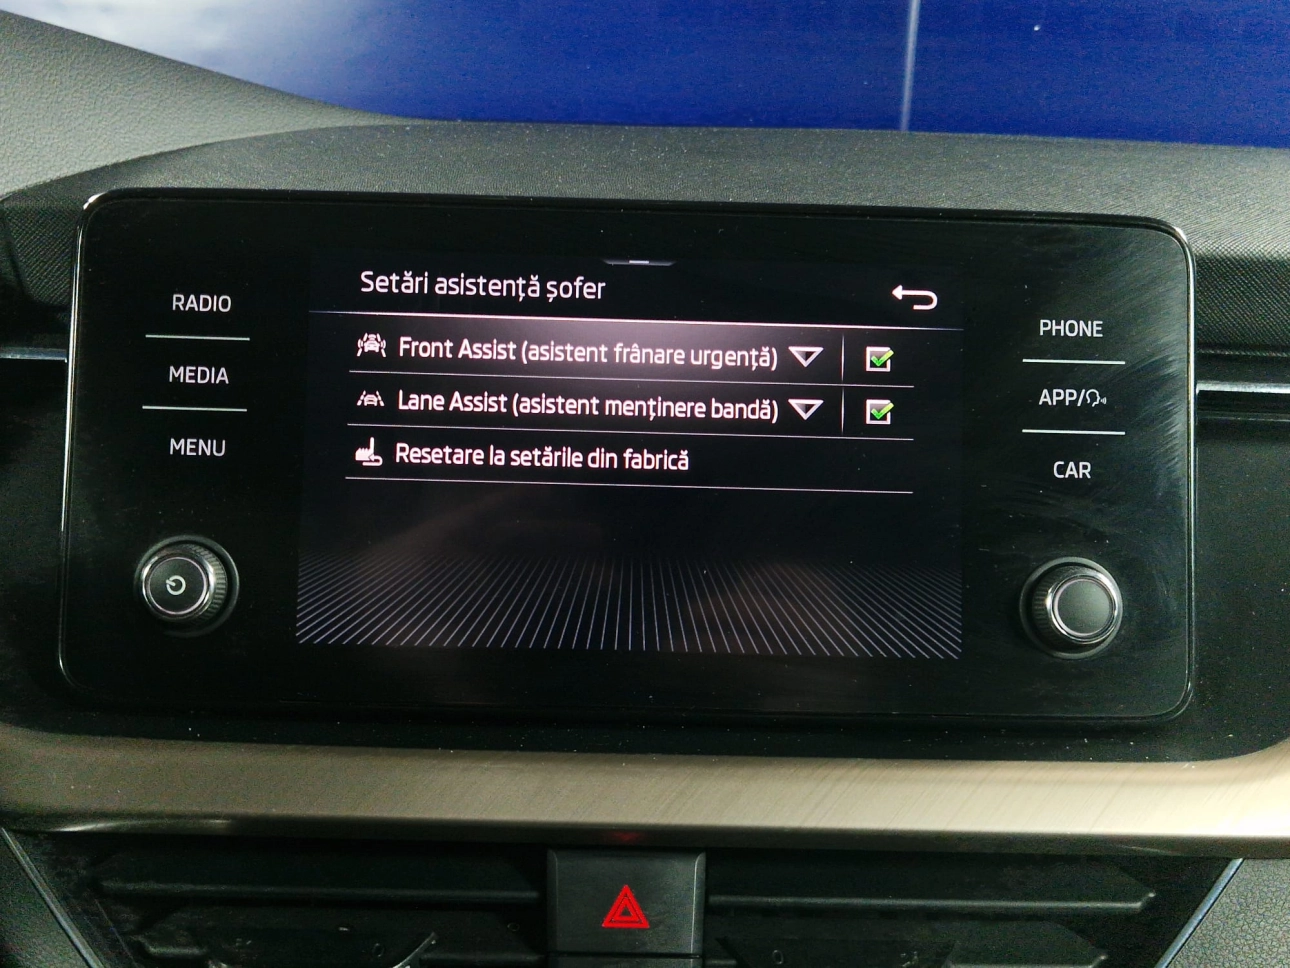 Setări asistență șofer
RADIO
MEDIA
MENU
Front Assist (asistent frânare urgență)
Lane Assist (asistent menținere bandă)
Resetare la setările din fabrică
PHONE
APP/
CAR